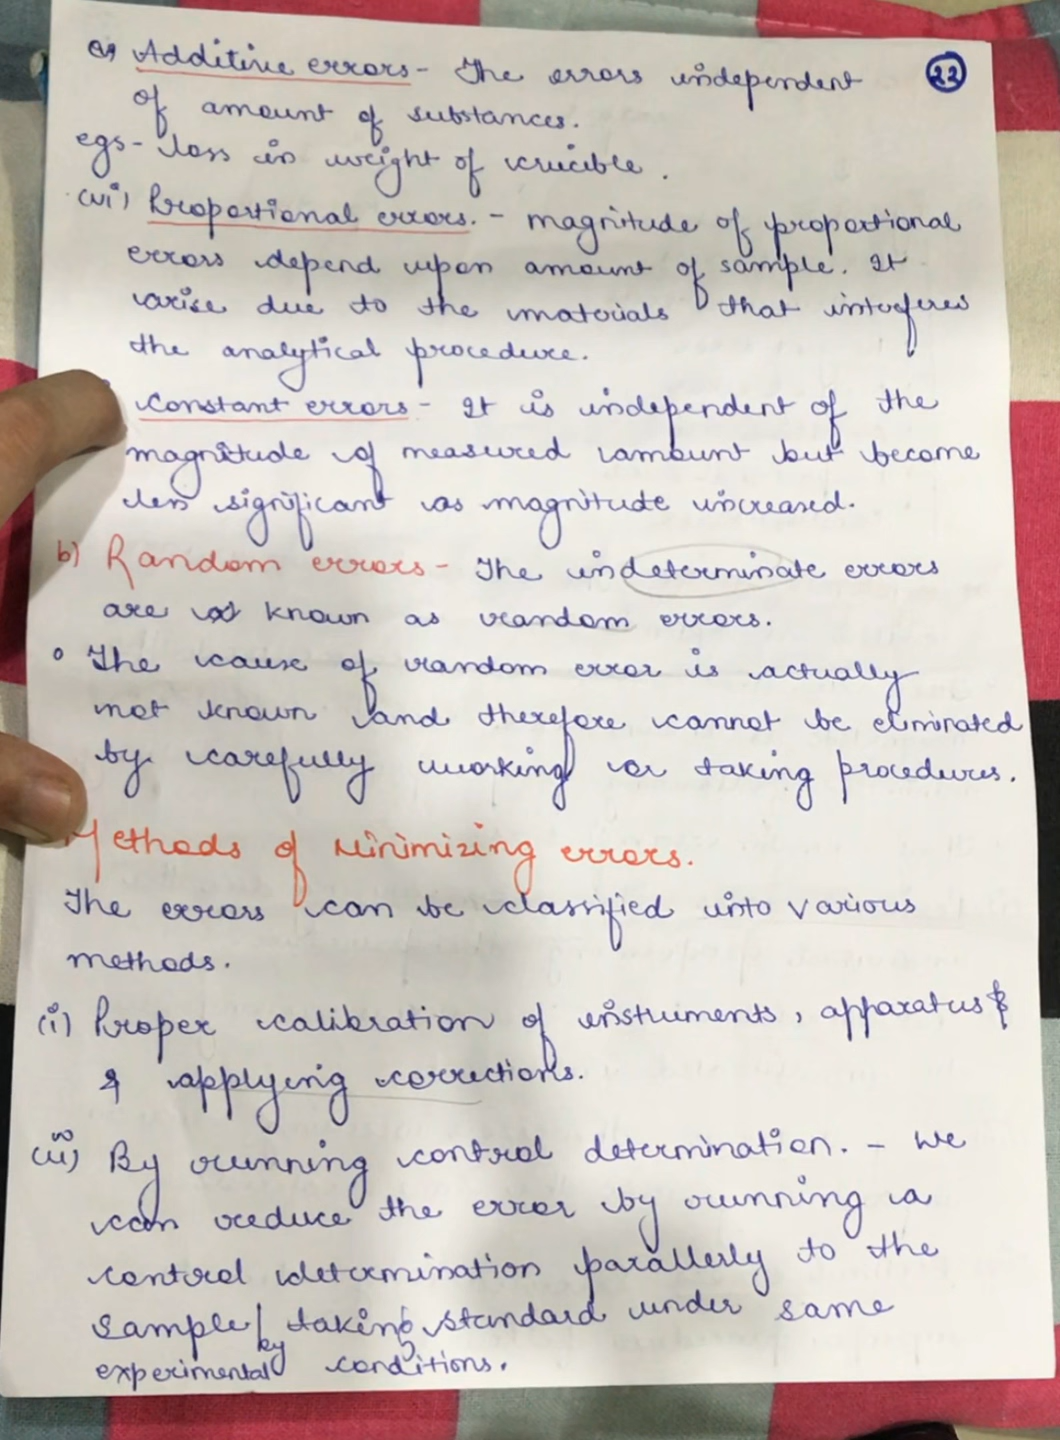 (v) Additive errors - The errors independent
22
of amount of substances.
egs - loss in weight of crucible.
(vi) Proportional errors. - magnitude of proportional
errors depend upon amount of sample. It
arise due to the materials that interferes
the analytical procedure.
Constant errors - It is independent of the
magnitude of measured amount but become
less significant as magnitude increased.
b) Random errors - The indeterminate errors
are known as random errors.
o The cause of random error is actually
not known and therefore cannot be eliminated
by carefully working or taking procedures.
Methods of Minimizing errors.
The errors can be classified into various
methods.
(i) Proper calibration of instruments, apparatus &
& applying corrections.
(ii) By running control determination. - We
can reduce the error by running a
control determination parallerly to the
sample / by taking standard under same
experimental conditions.